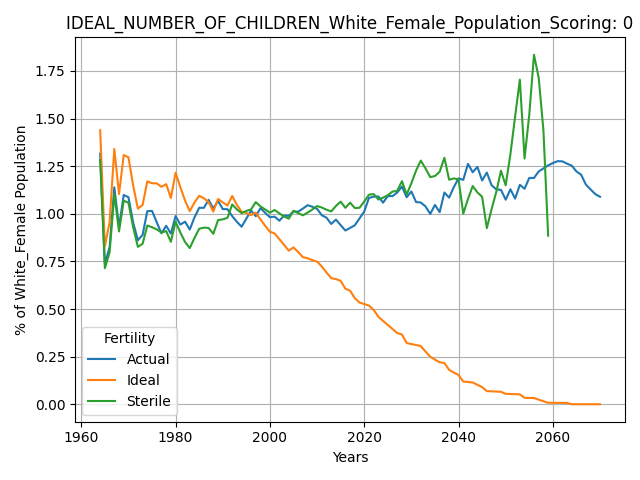 IDEAL_NUMBER_OF_CHILDREN_White_Female_Population_Scoring: 0
% of White_Female Population
1.75
1.50
1.25
1.00
0.75
0.50
0.25
0.00
Fertility
Actual
Ideal
Sterile
1960
1980
2000
2020
2040
2060
Years